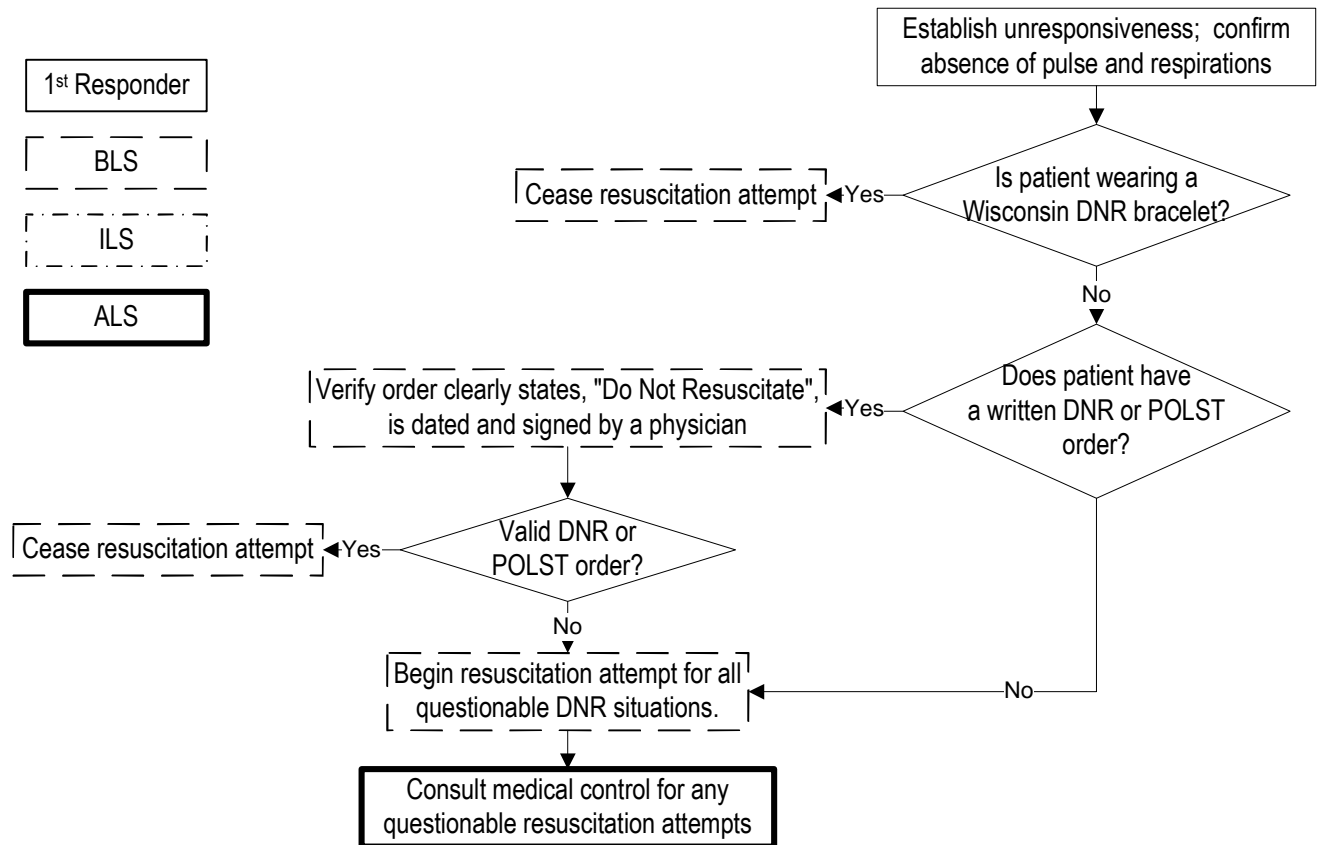 Establish unresponsiveness; confirm
absence of pulse and respirations
1st Responder
BLS
ILS
ALS
Is patient wearing a
Wisconsin DNR bracelet?
Yes
Cease resuscitation attempt
No
Does patient have
a written DNR or POLST
order?
Yes
Verify order clearly states, "Do Not Resuscitate",
is dated and signed by a physician
Valid DNR or
POLST order?
Yes
Cease resuscitation attempt
No
Begin resuscitation attempt for all
questionable DNR situations.
No
Consult medical control for any
questionable resuscitation attempts